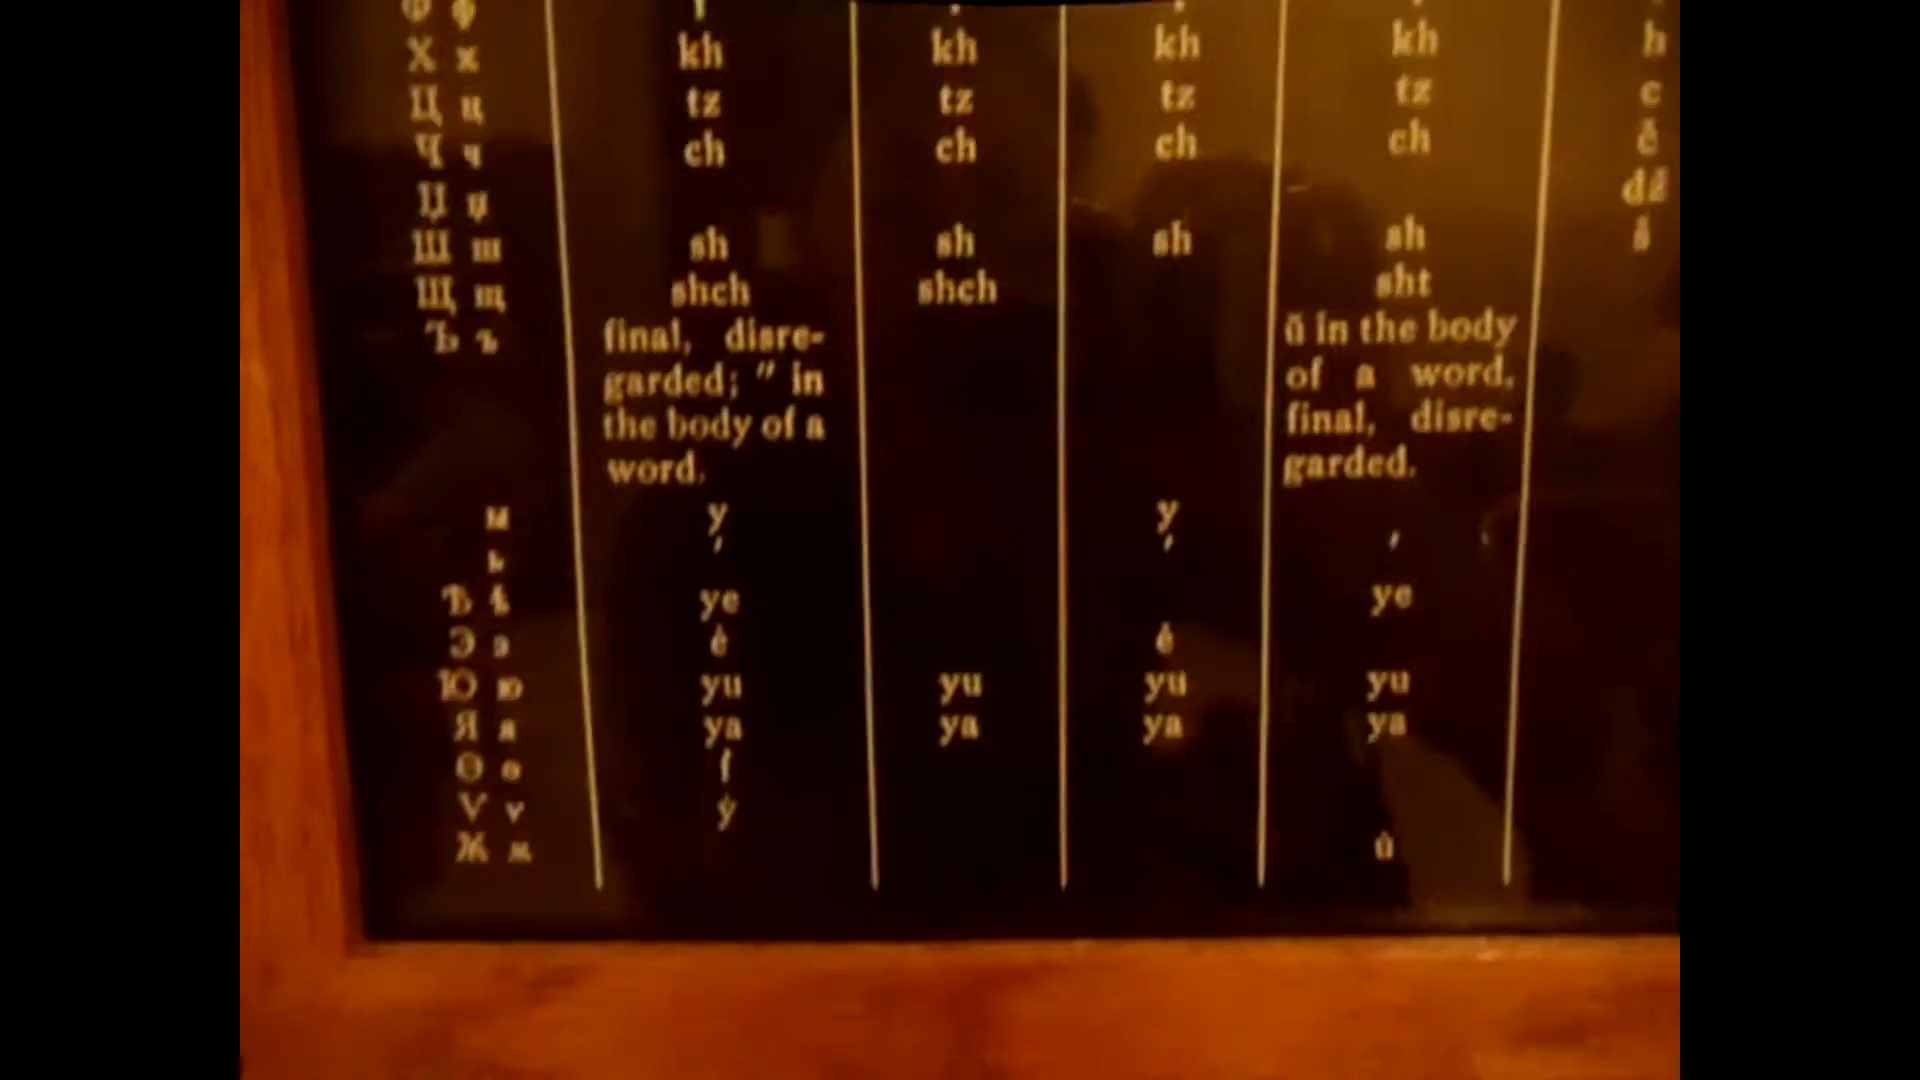 Ф ф
Х х kh kh kh kh h
Ц ц tz tz tz tz c
Ч ч ch ch ch ch č
Џ џ dž
Ш ш sh sh sh sh š
Щ щ shch shch sht
Ъ ъ final, disre- ŭ in the body
garded; " in of a word,
the body of a final, disre-
word. garded.
ы y y
ь ' ' '
Ѣ ѣ ye ye
Э э ė ė
Ю ю yu yu yu yu
Я я ya ya ya ya
Ѳ ѳ f
Ѵ ѵ ẏ
Ѫ ѫ u̇